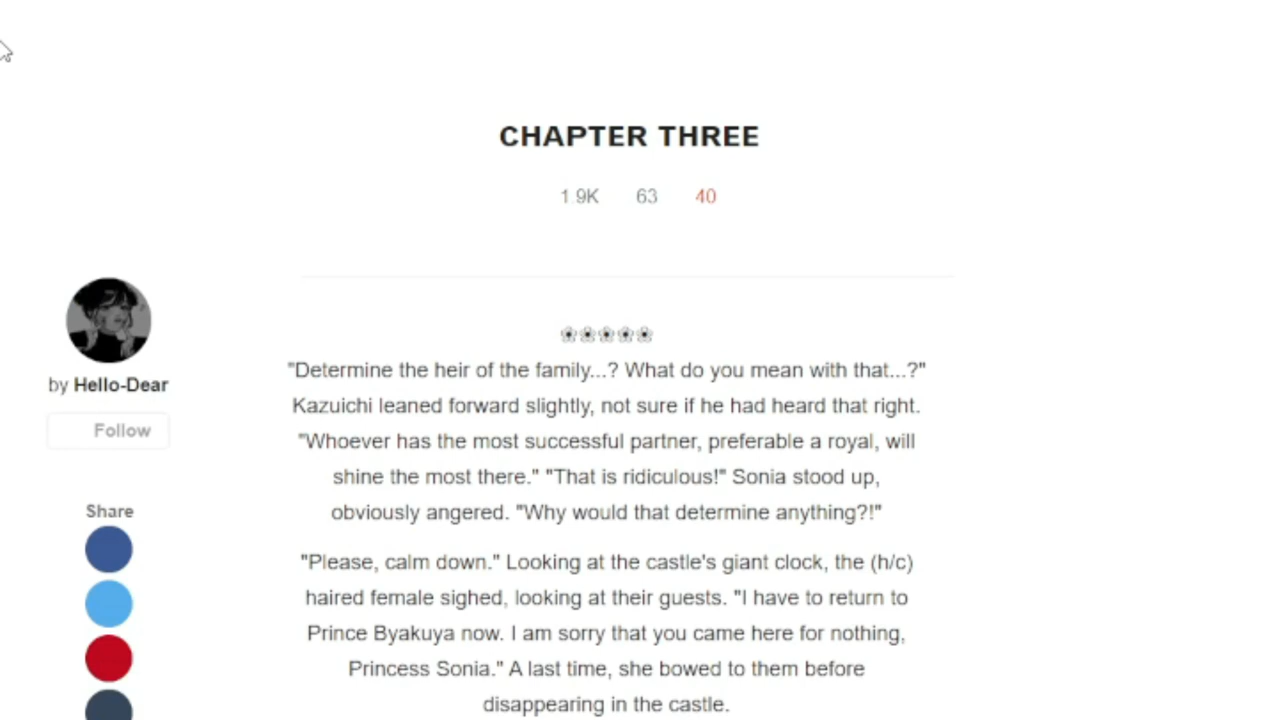 CHAPTER THREE
1.9K 63 40
by Hello-Dear
Follow
Share
❀❀❀❀❀
"Determine the heir of the family...? What do you mean with that...?"
Kazuichi leaned forward slightly, not sure if he had heard that right.
"Whoever has the most successful partner, preferable a royal, will
shine the most there." "That is ridiculous!" Sonia stood up,
obviously angered. "Why would that determine anything?!"
"Please, calm down." Looking at the castle's giant clock, the (h/c)
haired female sighed, looking at their guests. "I have to return to
Prince Byakuya now. I am sorry that you came here for nothing,
Princess Sonia." A last time, she bowed to them before
disappearing in the castle.